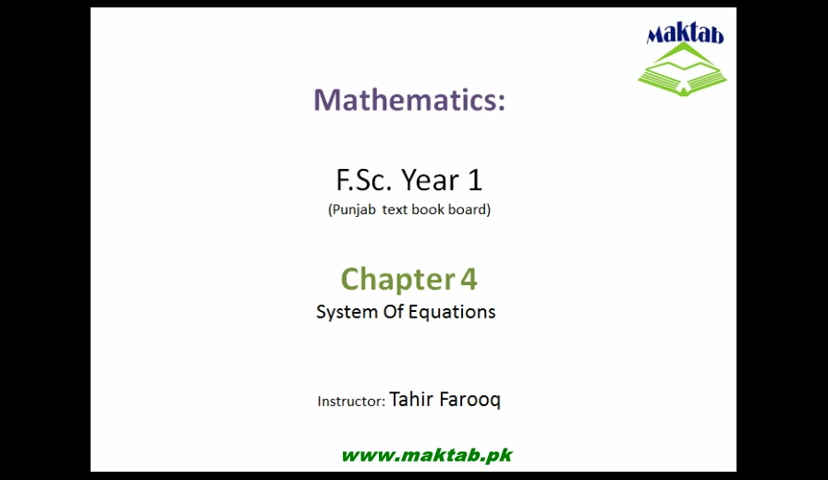 Maktab
Mathematics:
F.Sc. Year 1
(Punjab text book board)
Chapter 4
System Of Equations
Instructor: Tahir Farooq
www.maktab.pk